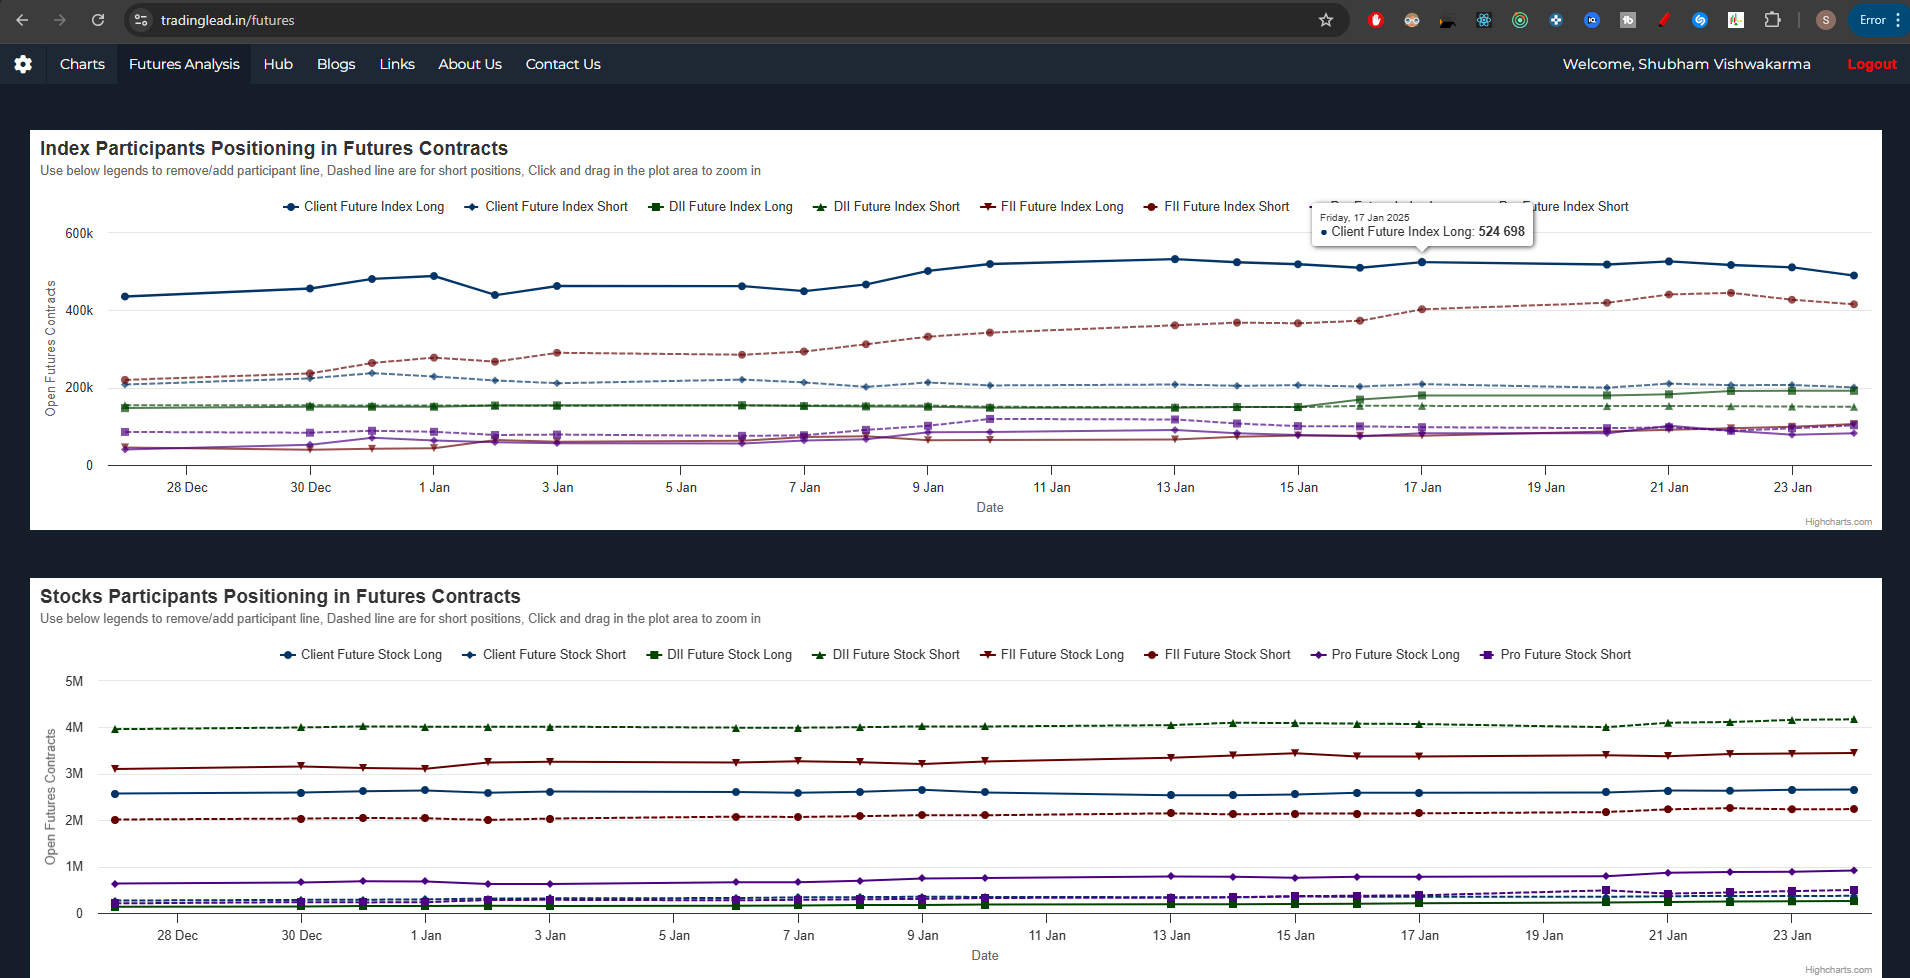 tradinglead.in/futures
Error
Charts Futures Analysis Hub Blogs Links About Us Contact Us Welcome, Shubham Vishwakarma Logout
Index Participants Positioning in Futures Contracts
Use below legends to remove/add participant line, Dashed line are for short positions, Click and drag in the plot area to zoom in
Client Future Index Long Client Future Index Short DII Future Index Long DII Future Index Short FII Future Index Long FII Future Index Short Future Index Short
Friday, 17 Jan 2025
Client Future Index Long: 524 698
600k
400k
200k
0
Open Futures Contracts
28 Dec 30 Dec 1 Jan 3 Jan 5 Jan 7 Jan 9 Jan 11 Jan 13 Jan 15 Jan 17 Jan 19 Jan 21 Jan 23 Jan
Date
Highcharts.com
Stocks Participants Positioning in Futures Contracts
Use below legends to remove/add participant line, Dashed line are for short positions, Click and drag in the plot area to zoom in
Client Future Stock Long Client Future Stock Short DII Future Stock Long DII Future Stock Short FII Future Stock Long FII Future Stock Short Pro Future Stock Long Pro Future Stock Short
5M
4M
3M
2M
1M
0
Open Futures Contracts
28 Dec 30 Dec 1 Jan 3 Jan 5 Jan 7 Jan 9 Jan 11 Jan 13 Jan 15 Jan 17 Jan 19 Jan 21 Jan 23 Jan
Date
Highcharts.com